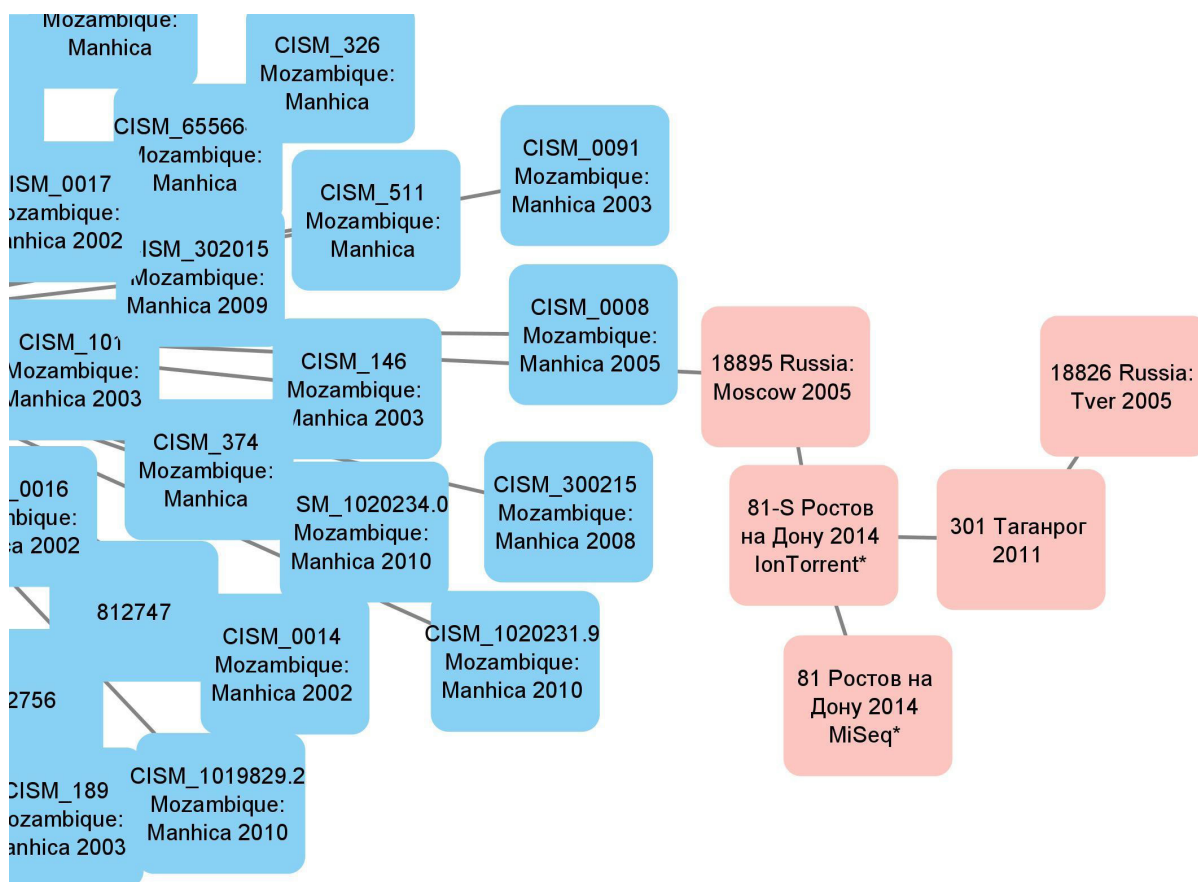 Mozambique:
Manhica
CISM_326
Mozambique:
Manhica
Mozambique:
Manhica
CISM_0091
Mozambique:
Manhica 2003
CISM_511
Mozambique:
Manhica
2002
CISM_0008
Mozambique:
Manhica 2005
Mozambique:
Manhica 2009
18895 Russia:
Moscow 2005
18826 Russia:
Tver 2005
Mozambique:
Manhica 2003
CISM_146
Mozambique:
Manhica 2003
CISM_374
Mozambique:
Manhica
CISM_300215
Mozambique:
Manhica 2008
Mozambique:
Manhica 2010
81-S Ростов
на Дону 2014
IonTorrent*
301 Таганрог
2011
2002
812747
CISM_0014
Mozambique:
Manhica 2002
CISM_1020231.9
Mozambique:
Manhica 2010
81 Ростов на
Дону 2014
MiSeq*
CISM_1019829.2
Mozambique:
Manhica 2010
CISM_189
2003